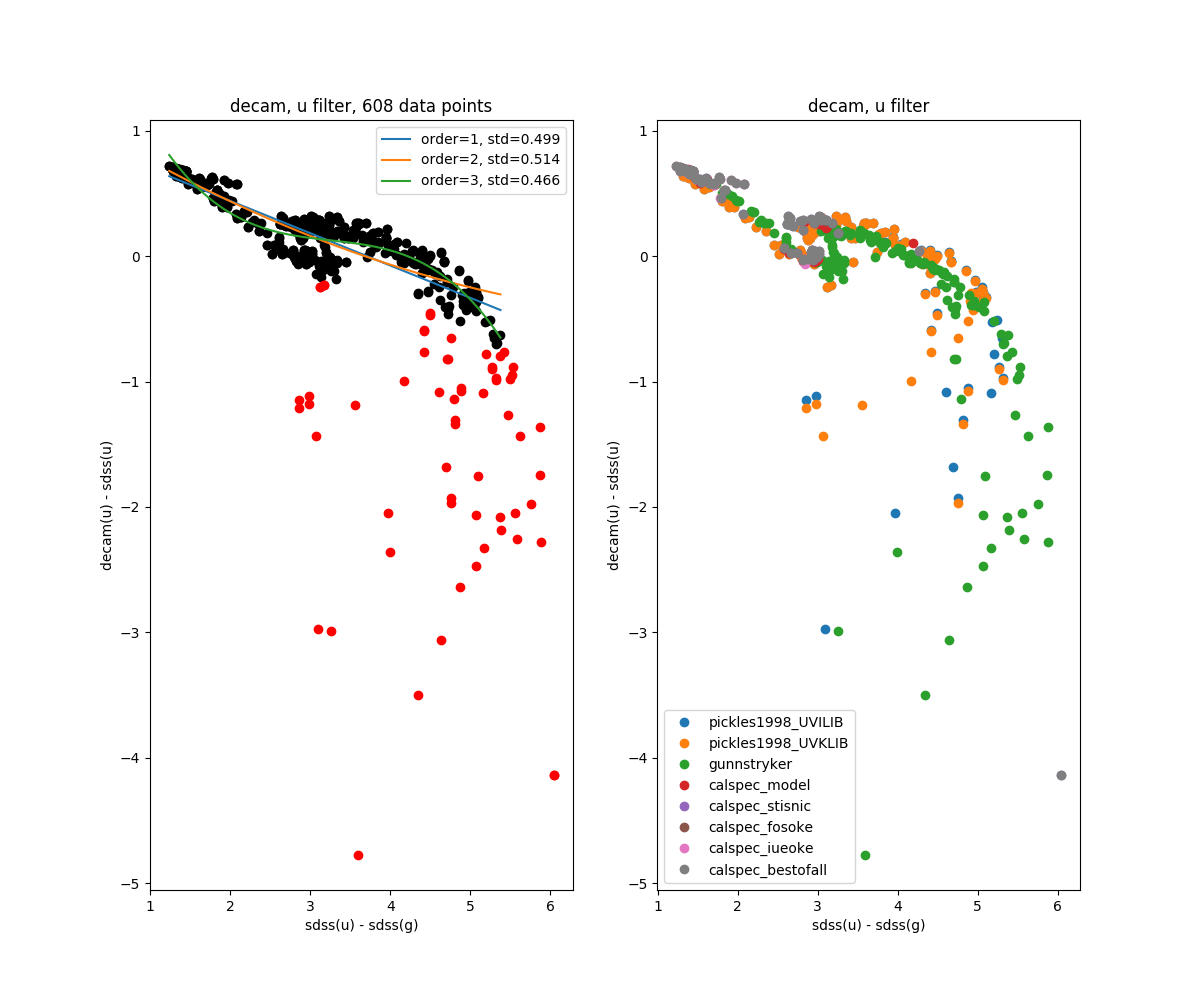 decam, u filter, 608 data points
order=1, std=0.499
order=2, std=0.514
order=3, std=0.466
1
0
−1
−2
−3
−4
−5
decam(u) - sdss(u)
1
2
3
4
5
6
sdss(u) - sdss(g)
decam, u filter
1
0
−1
−2
−3
−4
−5
decam(u) - sdss(u)
pickles1998_UVILIB
pickles1998_UVKLIB
gunnstryker
calspec_model
calspec_stisnic
calspec_fosoke
calspec_iueoke
calspec_bestofall
1
2
3
4
5
6
sdss(u) - sdss(g)